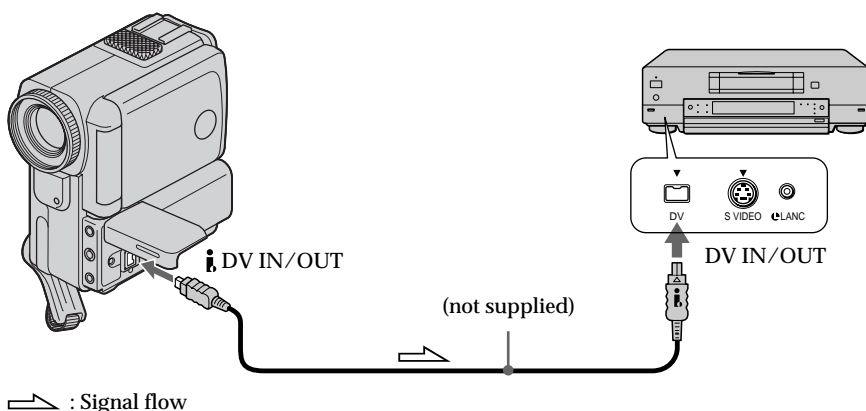 DV IN/OUT
DV
S VIDEO
LANC
DV IN/OUT
(not supplied)
: Signal flow